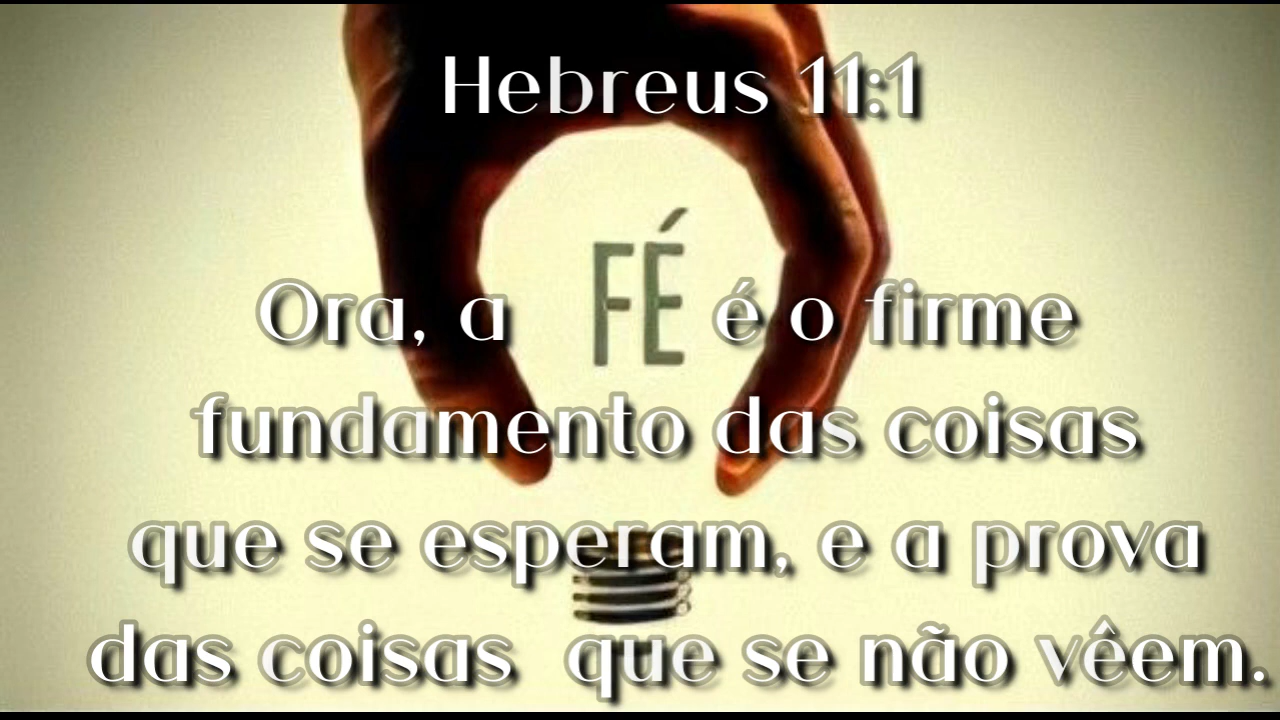 Hebreus 11:1
Ora, a FÉ é o firme
fundamento das coisas
que se esperam, e a prova
das coisas que se não vêem.